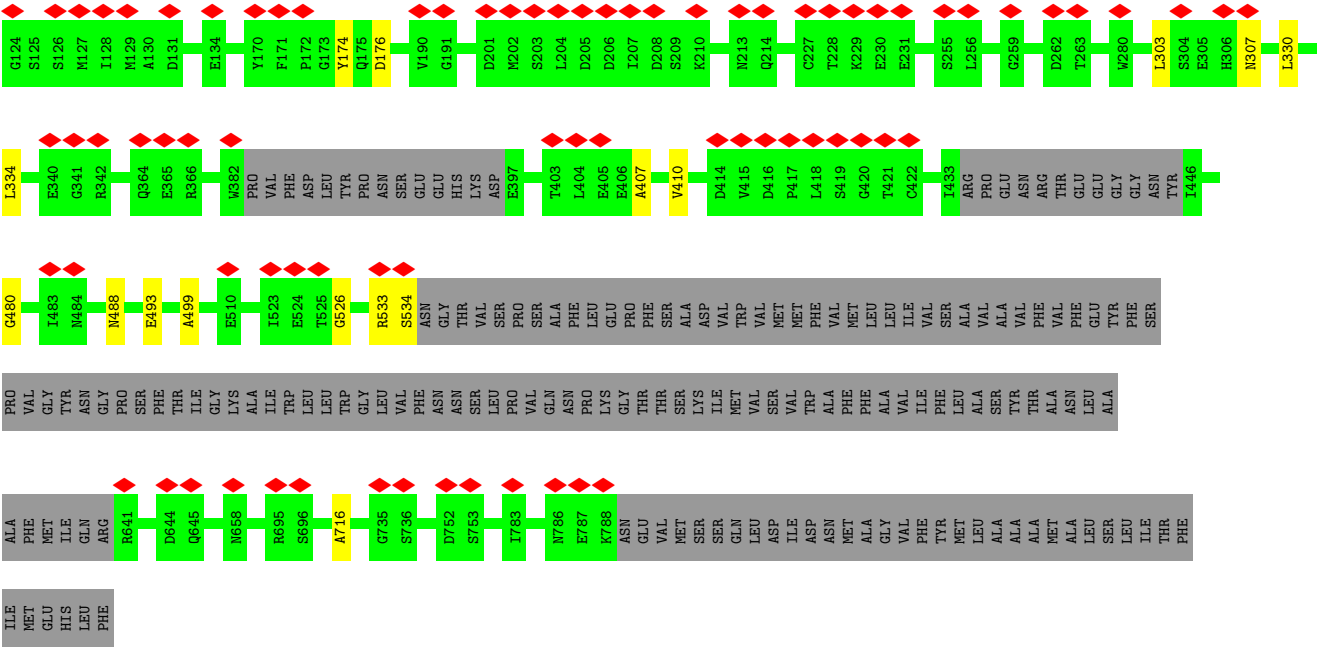 G124 S125 S126 M127 I128 M129 A130 D131 E134 Y170 F171 P172 G173 Y174 Q175 D176 V190 G191 D201 M202 S203 L204 D205 D206 I207 D208 S209 K210 N213 Q214 C227 T228 K229 E230 E231 S255 L256 G259 D262 T263 W280 L303 S304 E305 H306 N307 L330
L334 E340 G341 R342 Q364 E365 R366 W382 PRO VAL PHE ASP LEU TYR PRO ASN SER GLU GLU HIS LYS ASP E397 T403 L404 E405 E406 A407 V410 D414 V415 D416 P417 L418 S419 G420 T421 C422 I433 ARG PRO GLU ASN ARG THR GLU GLU GLY GLY ASN TYR I446
G480 I483 N484 N488 E493 A499 E510 I523 E524 T525 G526 R533 S534 ASN GLY THR VAL SER PRO SER ALA PHE LEU GLU PRO PHE SER ALA ASP VAL TRP VAL MET MET PHE VAL MET LEU LEU ILE VAL SER ALA VAL ALA VAL PHE VAL PHE GLU TYR PHE SER
PRO VAL GLY TYR ASN GLY PRO SER PHE THR ILE GLY LYS ALA ILE TRP LEU LEU TRP GLY LEU VAL PHE ASN ASN SER LEU PRO VAL GLN ASN PRO LYS GLY THR THR SER LYS ILE MET VAL SER VAL TRP ALA PHE PHE ALA VAL ILE PHE LEU ALA SER TYR THR ALA ASN LEU ALA
ALA PHE MET ILE GLN ARG R641 D644 Q645 N658 R695 S696 A716 G735 S736 D752 S753 I783 N786 E787 K788 ASN GLU VAL MET SER SER GLN LEU ASP ILE ASP ASN MET ALA GLY VAL PHE TYR MET LEU ALA ALA ALA MET ALA LEU SER LEU ILE THR PHE
ILE MET GLU HIS LEU PHE